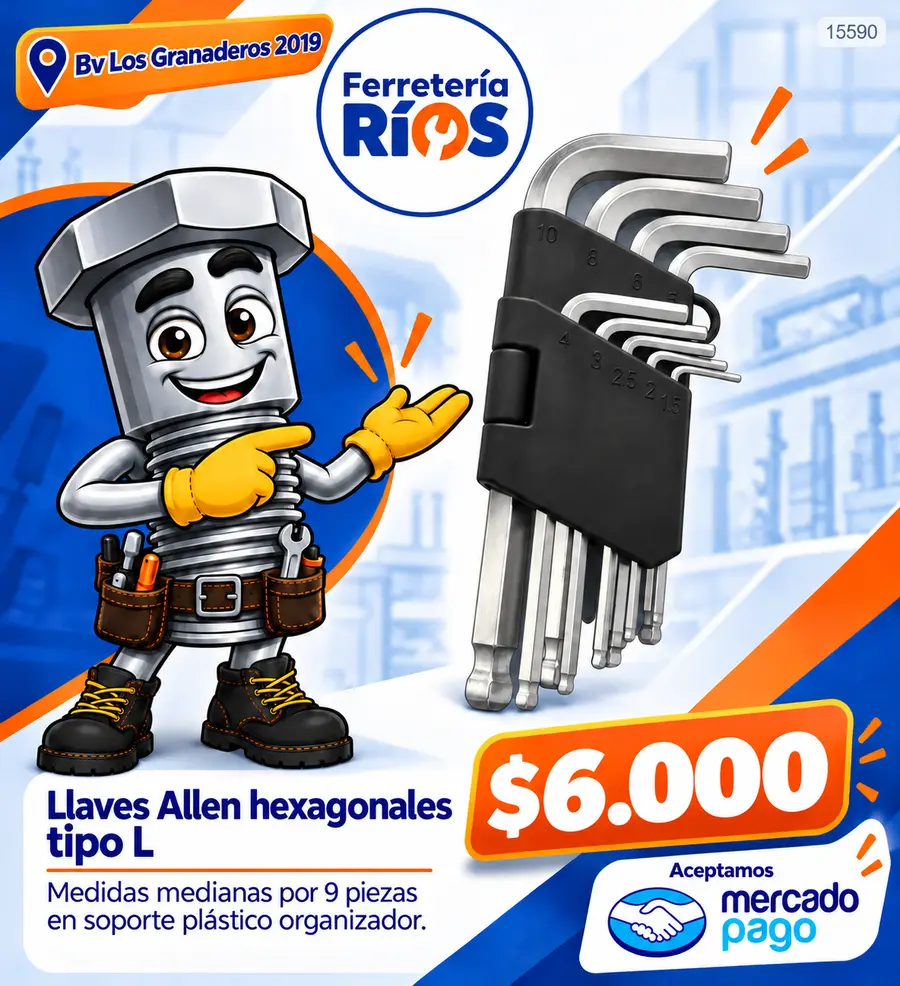 Bv Los Granaderos 2019
Ferretería
RÍOS
15590
10
8
6
5
4
3
2.5
2
1.5
Llaves Allen hexagonales
tipo L
Medidas medianas por 9 piezas
en soporte plástico organizador.
$6.000
Aceptamos
mercado
pago